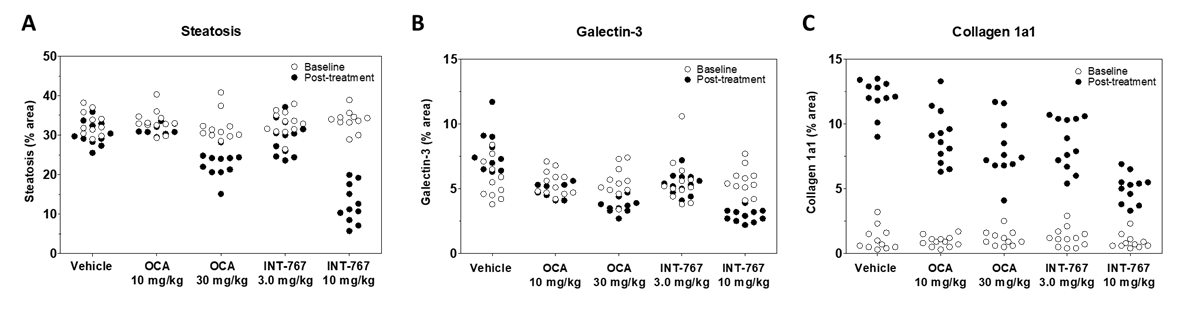 A
Steatosis
Steatosis (% area)
50
40
30
20
10
0
Baseline
Post-treatment
Vehicle
OCA
10 mg/kg
OCA
30 mg/kg
INT-767
3.0 mg/kg
INT-767
10 mg/kg
B
Galectin-3
Galectin-3 (% area)
15
10
5
0
Baseline
Post-treatment
Vehicle
OCA
10 mg/kg
OCA
30 mg/kg
INT-767
3.0 mg/kg
INT-767
10 mg/kg
C
Collagen 1a1
Collagen 1a1 (% area)
15
10
5
0
Baseline
Post-treatment
Vehicle
OCA
10 mg/kg
OCA
30 mg/kg
INT-767
3.0 mg/kg
INT-767
10 mg/kg